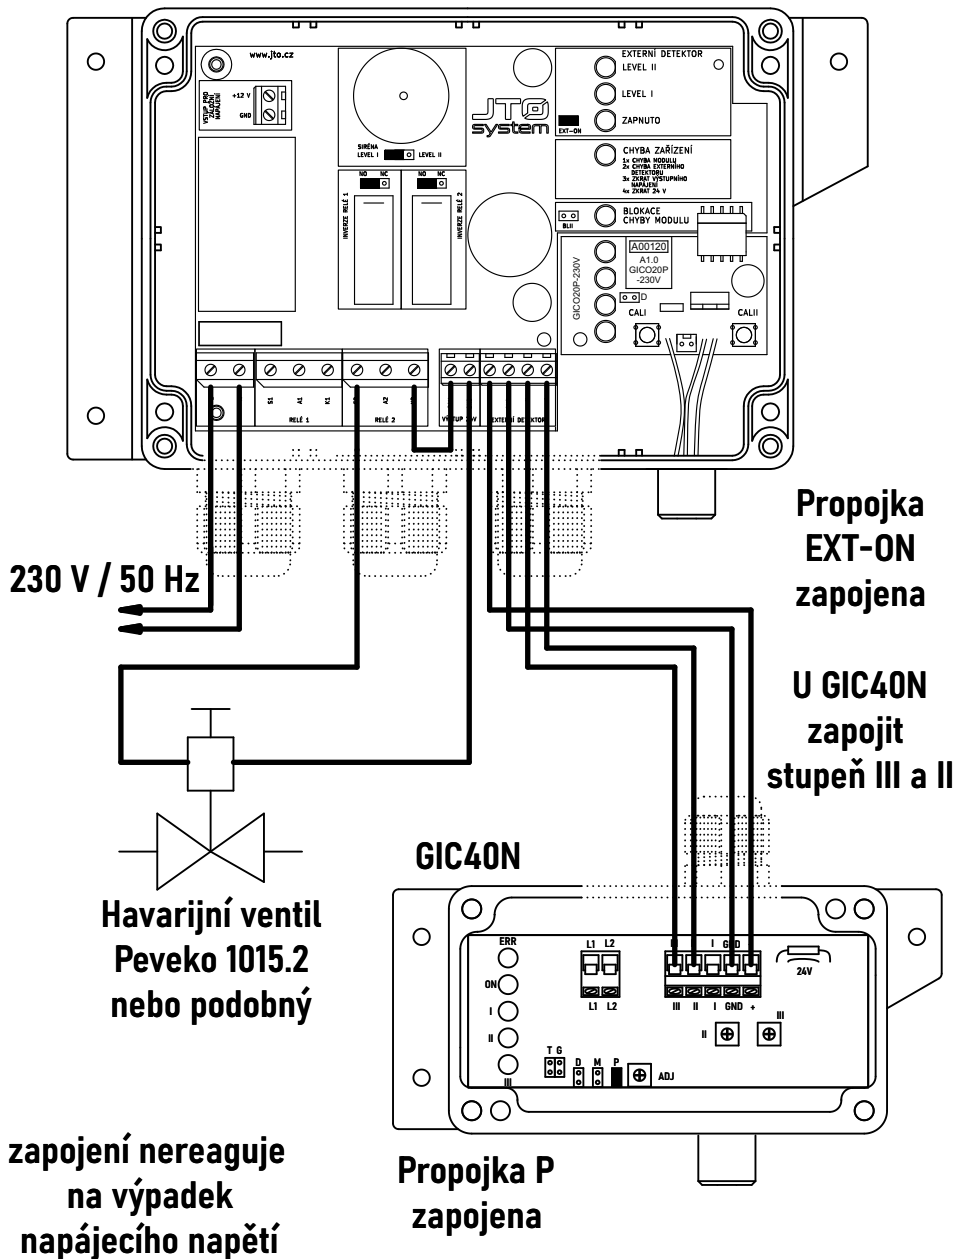 www.jto.cz
VSTUP PRO
ZÁLOŽNÍ
NAPÁJENÍ
+12 V
GND
SIRÉNA
LEVEL I
LEVEL II
NO NC
INVERZE RELÉ 1
NO NC
INVERZE RELÉ 2
JTO
system
EXTERNÍ DETEKTOR
LEVEL II
LEVEL I
ZAPNUTO
EXT-ON
CHYBA ZAŘÍZENÍ
1x CHYBA MODULU
2x CHYBA EXTERNÍHO
DETEKTORU
3x ZKRAT VÝSTUPNÍHO
NAPÁJENÍ
4x ZKRAT 24 V
BLOKACE
CHYBY MODULU
BLII
GICO20P-230V
A00120
A1.0
GICO20P
-230V
D
CALI
CALII
S1
A1
K1
A2
RELÉ 1
RELÉ 2
EXTERNÍ DETEKTOR
Propojka
EXT-ON
zapojena
230 V / 50 Hz
U GIC40N
zapojit
stupeň III a II
GIC40N
Havarijní ventil
Peveko 1015.2
nebo podobný
ERR
ON
I
II
III
L1 L2
L1 L2
I GND
III II I GND +
24V
II
III
T G
D M P
ADJ
Propojka P
zapojena
zapojení nereaguje
na výpadek
napájecího napětí